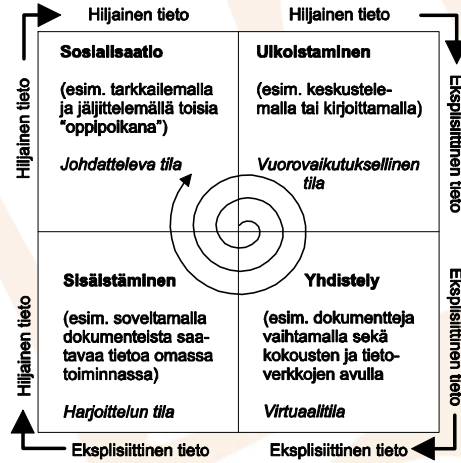 Hiljainen tieto
Hiljainen tieto
Hiljainen tieto
Sosialisaatio
(esim. tarkkailemalla
ja jäljittelemällä toisia
“oppipoikana”)
Johdatteleva tila
Ulkoistaminen
(esim. keskustele-
malla tai kirjoittamalla)
Vuorovaikutuksellinen
tila
Eksplisiittinen tieto
Hiljainen tieto
Sisäistäminen
(esim. soveltamalla
dokumenteista saa-
tavaa tietoa omassa
toiminnassa)
Harjoittelun tila
Yhdistely
(esim. dokumentteja
vaihtamalla sekä
kokousten ja tieto-
verkkojen avulla
Virtuaalitila
Eksplisiittinen tieto
Eksplisiittinen tieto
Eksplisiittinen tieto